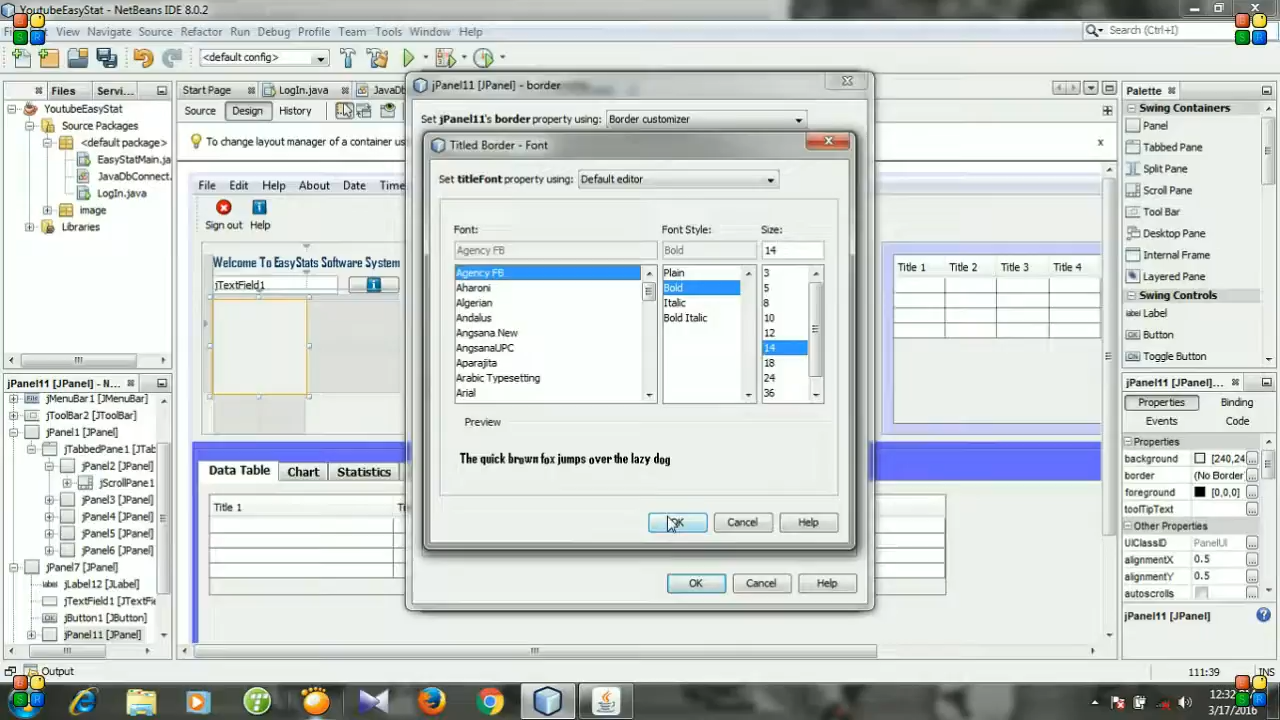 YoutubeEasyStat - NetBeans IDE 8.0.2
View Navigate Source Refactor Run Debug Profile Team Tools Window Help
Search (Ctrl+I)
<default config>
Files Servi...
Start Page LogIn.java JavaDb
jPanel11 [JPanel] - border
Palette
YoutubeEasyStat
Source Packages
<default package>
EasyStatMain.ja
JavaDbConnect.
LogIn.java
image
Libraries
Source Design History
To change layout manager of a container us
Set jPanel11's border property using: Border customizer
Titled Border - Font
Set titleFont property using: Default editor
Font: Font Style: Size:
Agency FB Bold 14
Agency FB
Aharoni
Algerian
Andalus
Angsana New
AngsanaUPC
Aparajita
Arabic Typesetting
Arial
Plain
Bold
Italic
Bold Italic
3
5
8
10
12
14
18
24
36
Preview
The quick brown fox jumps over the lazy dog
OK Cancel Help
OK Cancel Help
File Edit Help About Date Time
Sign out Help
Welcome To EasyStats Software System
jTextField1
Title 1 Title 2 Title 3 Title 4
Data Table Chart Statistics
Title 1
Swing Containers
Panel
Tabbed Pane
Split Pane
Scroll Pane
Tool Bar
Desktop Pane
Internal Frame
Layered Pane
Swing Controls
Label
Button
Toggle Button
jPanel11 [JPanel] - N...
jMenuBar1 [JMenuBar]
jToolBar2 [JToolBar]
jPanel1 [JPanel]
jTabbedPane1 [JTab
jPanel2 [JPanel]
jScrollPane1
jPanel3 [JPanel]
jPanel4 [JPanel]
jPanel5 [JPanel]
jPanel6 [JPanel]
jPanel7 [JPanel]
jLabel12 [JLabel]
jTextField1 [JTextFie
jButton1 [JButton]
jPanel11 [JPanel]
jPanel11 [JPanel]...
Properties Binding
Events Code
Properties
background [240,24
border (No Border
foreground [0,0,0]
toolTipText
Other Properties
UIClassID PanelUI
alignmentX 0.5
alignmentY 0.5
autoscrolls
jPanel11 [JPanel]
Output
111:39 INS
3/17/2016